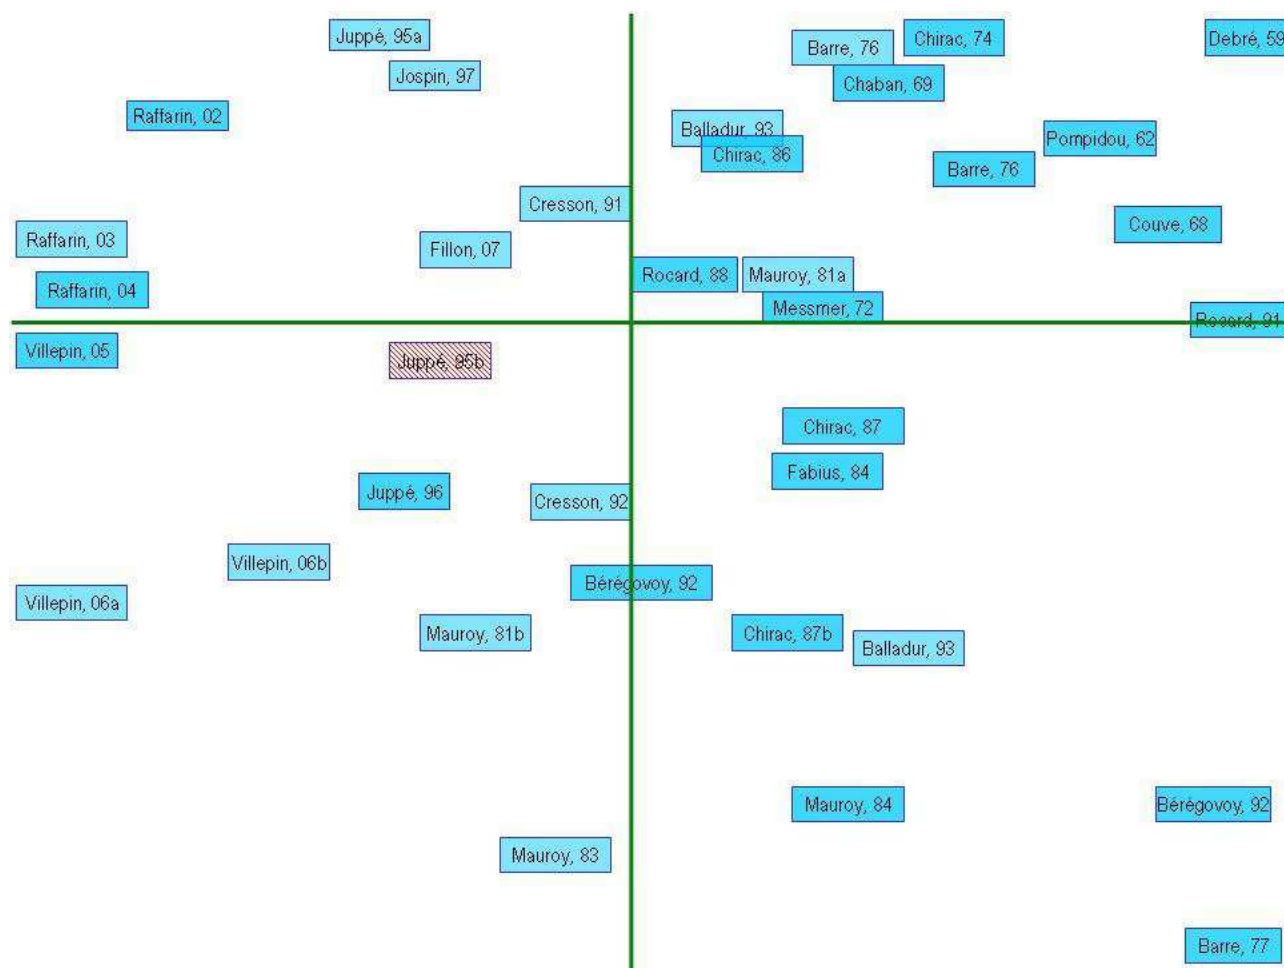 Juppé, 95a
Barre, 76
Chirac, 74
Debré, 59
Jospin, 97
Chaban, 69
Raffarin, 02
Balladur, 93
Pompidou, 62
Chirac, 86
Barre, 76
Cresson, 91
Couve, 68
Raffarin, 03
Fillon, 07
Rocard, 88
Mauroy, 81a
Raffarin, 04
Messmer, 72
Rocard, 91
Villepin, 05
Juppé, 95b
Chirac, 87
Fabius, 84
Juppé, 96
Cresson, 92
Villepin, 06b
Bérégovoy, 92
Villepin, 06a
Mauroy, 81b
Chirac, 87b
Balladur, 93
Mauroy, 84
Bérégovoy, 92
Mauroy, 83
Barre, 77